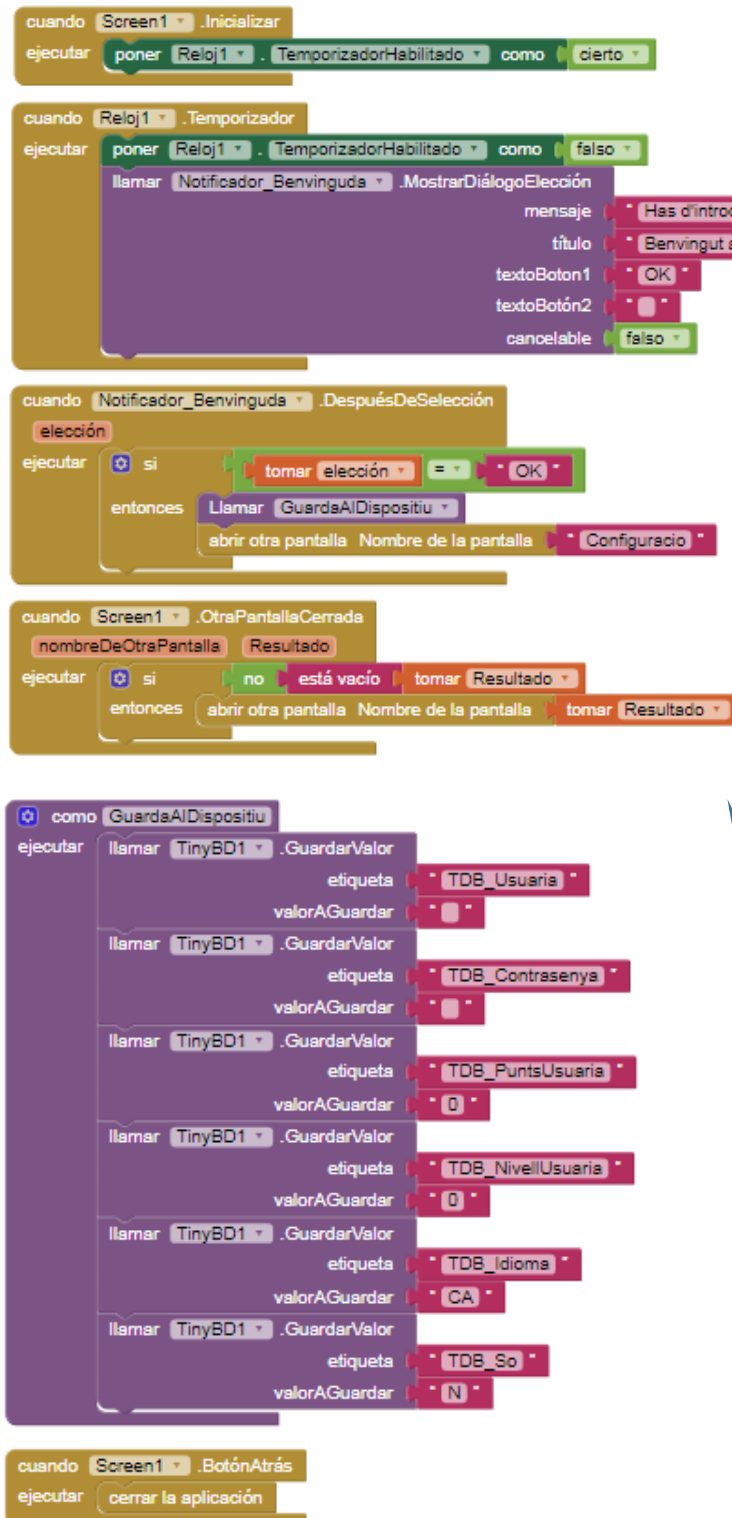 cuando Screen1 .Inicializar
ejecutar poner Reloj1 . TemporizadorHabilitado como cierto
cuando Reloj1 .Temporizador
ejecutar poner Reloj1 . TemporizadorHabilitado como falso
llamar Notificador_Benvinguda .MostrarDiálogoElección
mensaje " Has d'introd
título " Benvingut a
textoBoton1 " OK "
textoBotón2 " "
cancelable falso
cuando Notificador_Benvinguda .DespuésDeSelección
elección
ejecutar si tomar elección = " OK "
entonces Llamar GuardaAlDispositiu
abrir otra pantalla Nombre de la pantalla " Configuracio "
cuando Screen1 .OtraPantallaCerrada
nombreDeOtraPantalla Resultado
ejecutar si no está vacío tomar Resultado
entonces abrir otra pantalla Nombre de la pantalla tomar Resultado
como GuardaAlDispositiu
ejecutar llamar TinyBD1 .GuardarValor
etiqueta " TDB_Usuaria "
valorAGuardar " "
llamar TinyBD1 .GuardarValor
etiqueta " TDB_Contrasenya "
valorAGuardar " "
llamar TinyBD1 .GuardarValor
etiqueta " TDB_PuntsUsuaria "
valorAGuardar " 0 "
llamar TinyBD1 .GuardarValor
etiqueta " TDB_NivellUsuaria "
valorAGuardar " 0 "
llamar TinyBD1 .GuardarValor
etiqueta " TDB_Idioma "
valorAGuardar " CA "
llamar TinyBD1 .GuardarValor
etiqueta " TDB_So "
valorAGuardar " N "
cuando Screen1 .BotónAtrás
ejecutar cerrar la aplicación